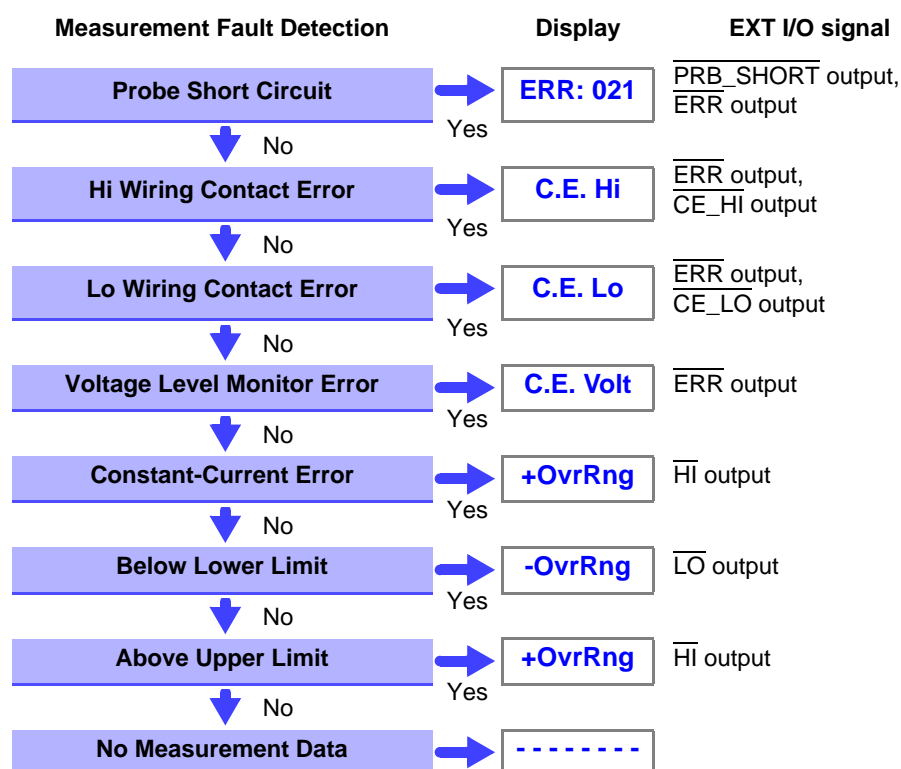 Measurement Fault Detection Display EXT I/O signal
Probe Short Circuit ERR: 021 PRB_SHORT output,
ERR output
Yes
No
Hi Wiring Contact Error C.E. Hi ERR output,
CE_HI output
Yes
No
Lo Wiring Contact Error C.E. Lo ERR output,
CE_LO output
Yes
No
Voltage Level Monitor Error C.E. Volt ERR output
Yes
No
Constant-Current Error +OvrRng HI output
Yes
No
Below Lower Limit -OvrRng LO output
Yes
No
Above Upper Limit +OvrRng HI output
Yes
No
No Measurement Data - - - - - - - -